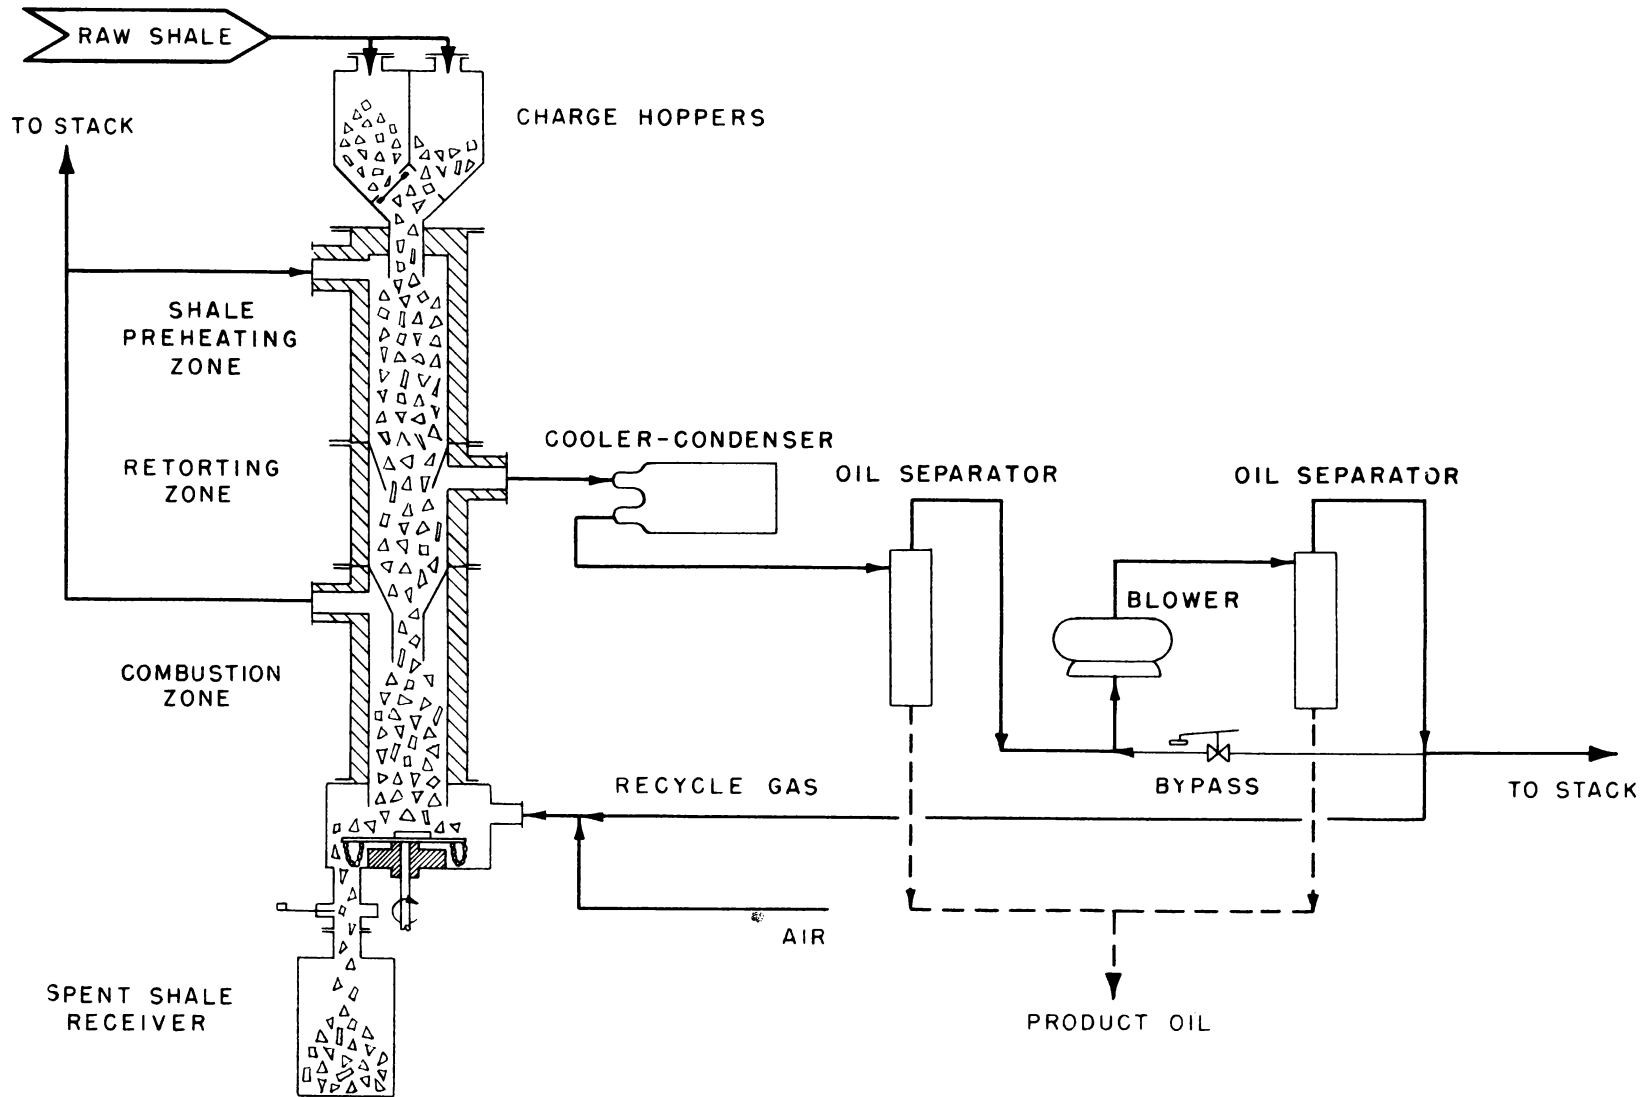 RAW SHALE
CHARGE HOPPERS
TO STACK
SHALE
PREHEATING
ZONE
COOLER-CONDENSER
RETORTING
ZONE
OIL SEPARATOR
OIL SEPARATOR
BLOWER
COMBUSTION
ZONE
RECYCLE GAS
BYPASS
TO STACK
AIR
SPENT SHALE
RECEIVER
PRODUCT OIL